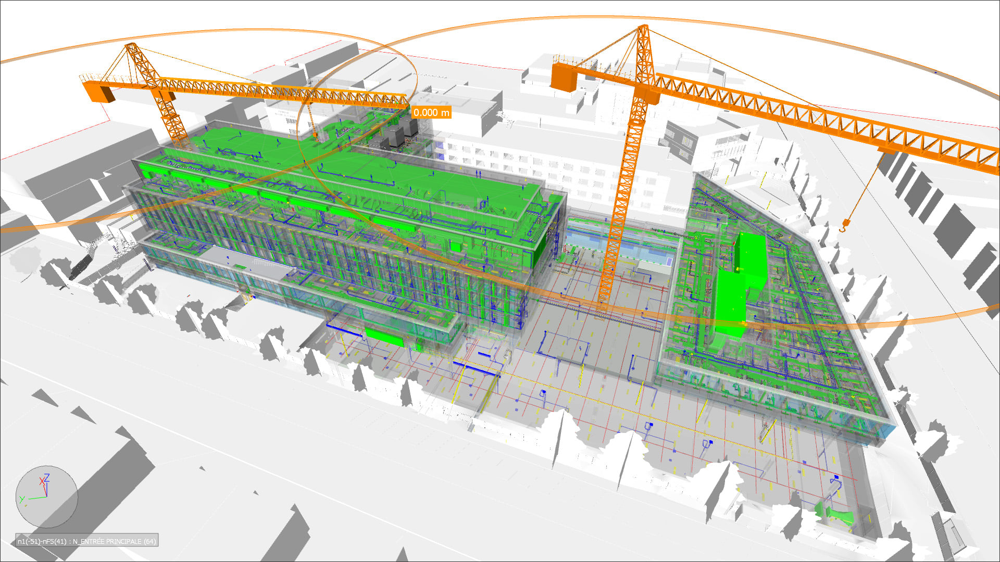 0.000 m
X
Z
Y
n1(-51)-nF5(41) : N_ENTRÉE PRINCIPALE (64)